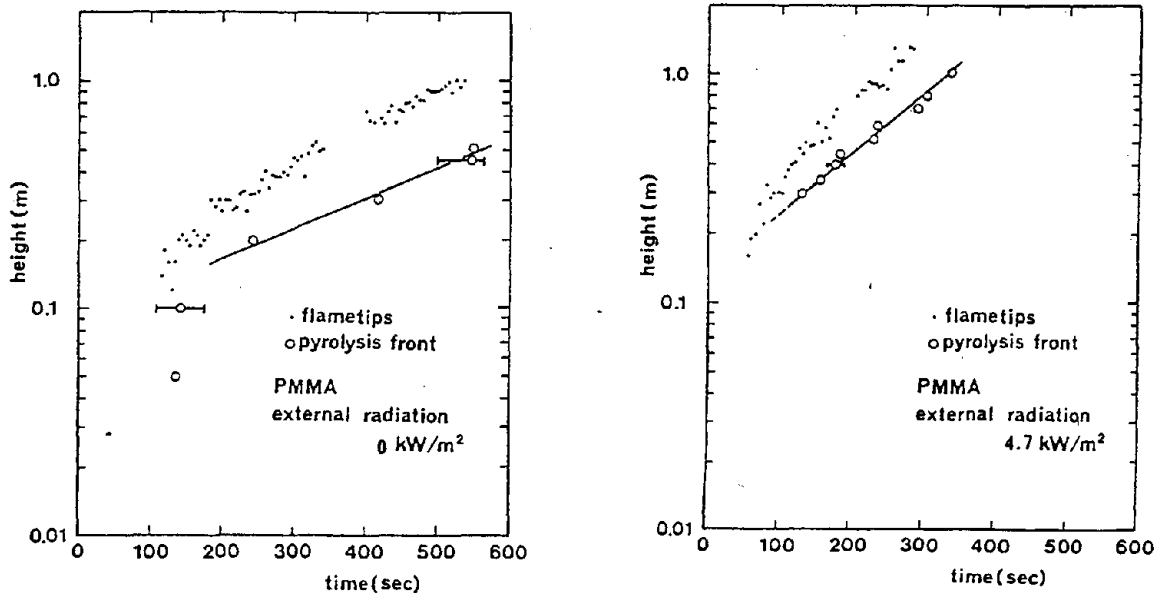 1.0
0.1
0.01
height(m)
0
100
200
300
400
500
600
time(sec)
· flametips
○ pyrolysis front
PMMA
external radiation
0 kW/m²
1.0
0.1
0.01
height(m)
0
100
200
300
400
500
600
time(sec)
· flametips
○ pyrolysis front
PMMA
external radiation
4.7 kW/m²